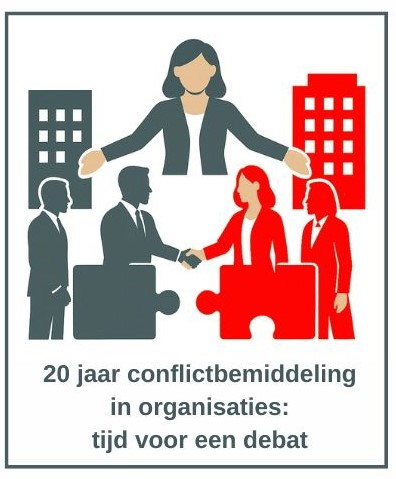 20 jaar conflictbemiddeling
in organisaties:
tijd voor een debat